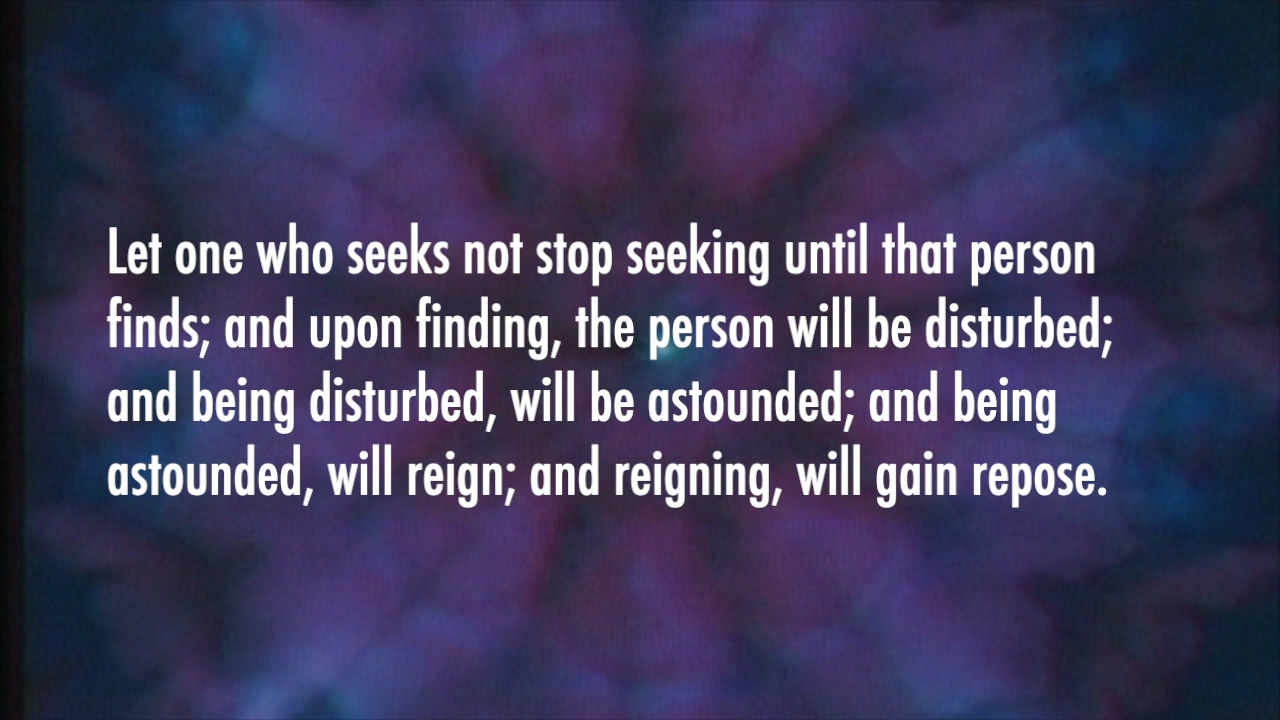 Let one who seeks not stop seeking until that person
finds; and upon finding, the person will be disturbed;
and being disturbed, will be astounded; and being
astounded, will reign; and reigning, will gain repose.